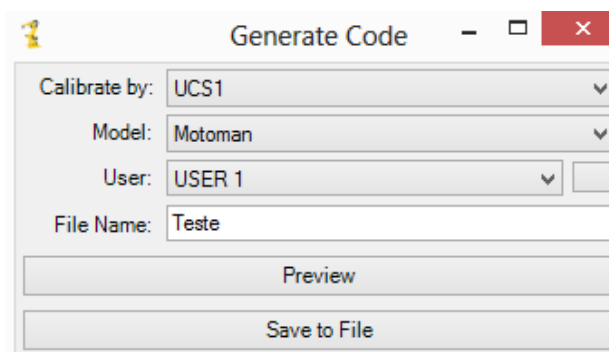 Generate Code
Calibrate by: UCS1
Model: Motoman
User: USER 1
File Name: Teste
Preview
Save to File